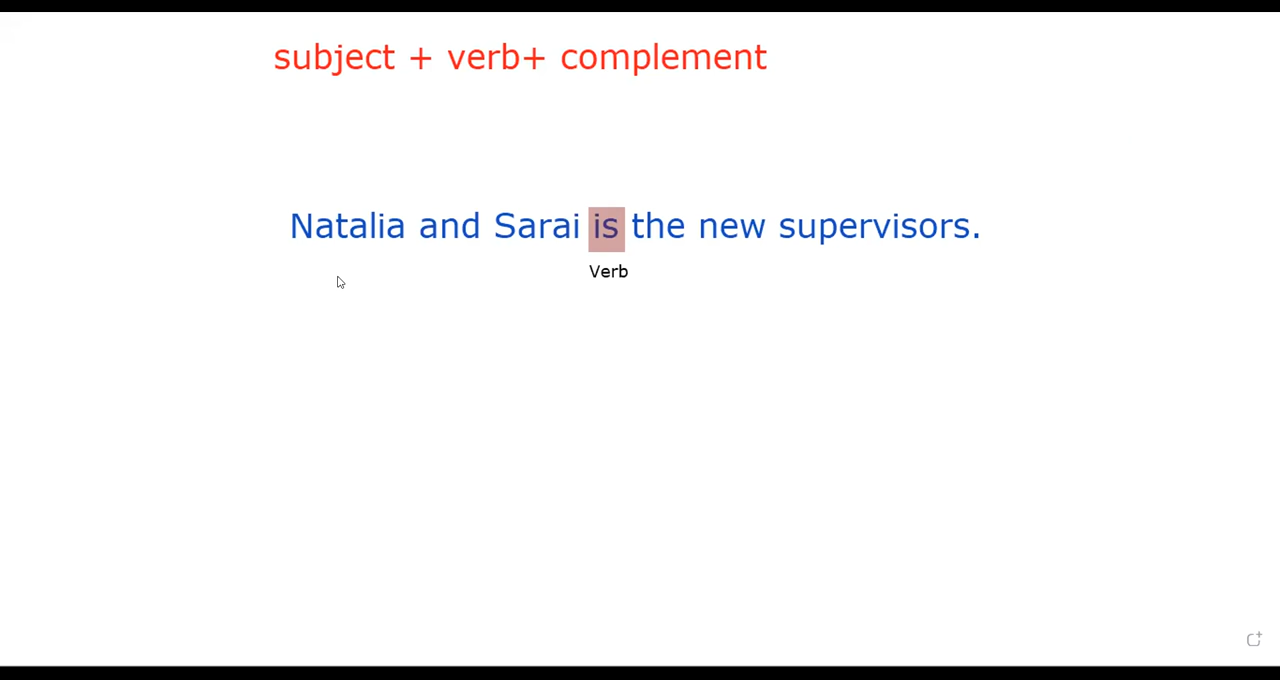 subject + verb+ complement
Natalia and Sarai is the new supervisors.
Verb